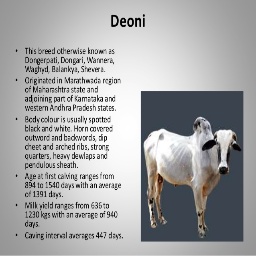 Deoni
• This breed otherwise known as
Dongerpati, Dongari, Wannera,
Waghyd, Balankya, Shevera.
• Originated in Marathwada region
of Maharashtra state and
adjoining part of Karnataka and
western Andhra Pradesh states.
• Body colour is usually spotted
black and white. Horn covered
outword and backwords, dip
cheet and arched ribs, strong
quarters, heavy dewlaps and
pendulous sheath.
• Age at first calving ranges from
894 to 1540 days with an average
of 1391 days.
• Milk yield ranges from 636 to
1230 kgs with an average of 940
days.
• Caving interval averages 447 days.